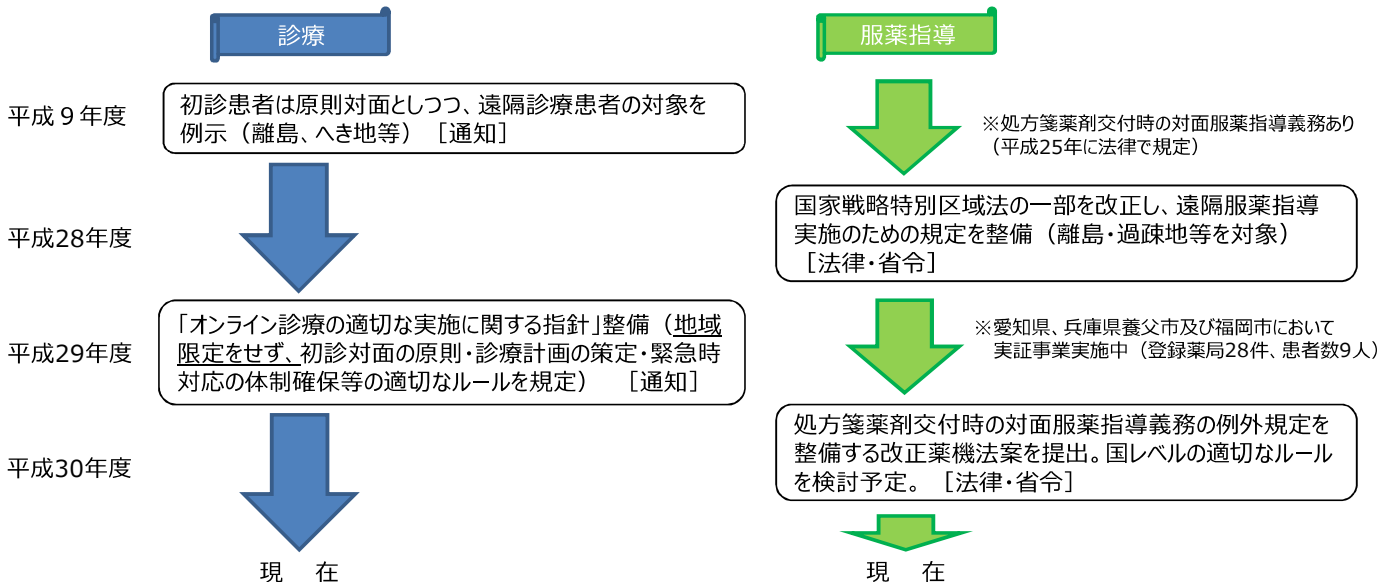 診療
服薬指導
平成９年度
初診患者は原則対面としつつ、遠隔診療患者の対象を
例示（離島、へき地等）［通知］
※処方箋薬剤交付時の対面服薬指導義務あり
（平成25年に法律で規定）
平成28年度
国家戦略特別区域法の一部を改正し、遠隔服薬指導
実施のための規定を整備（離島・過疎地等を対象）
［法律・省令］
平成29年度
「オンライン診療の適切な実施に関する指針」整備（地域
限定をせず、初診対面の原則・診療計画の策定・緊急時
対応の体制確保等の適切なルールを規定）　［通知］
※愛知県、兵庫県養父市及び福岡市において
実証事業実施中（登録薬局28件、患者数9人）
平成30年度
処方箋薬剤交付時の対面服薬指導義務の例外規定を
整備する改正薬機法案を提出。国レベルの適切なルール
を検討予定。［法律・省令］
現　在
現　在